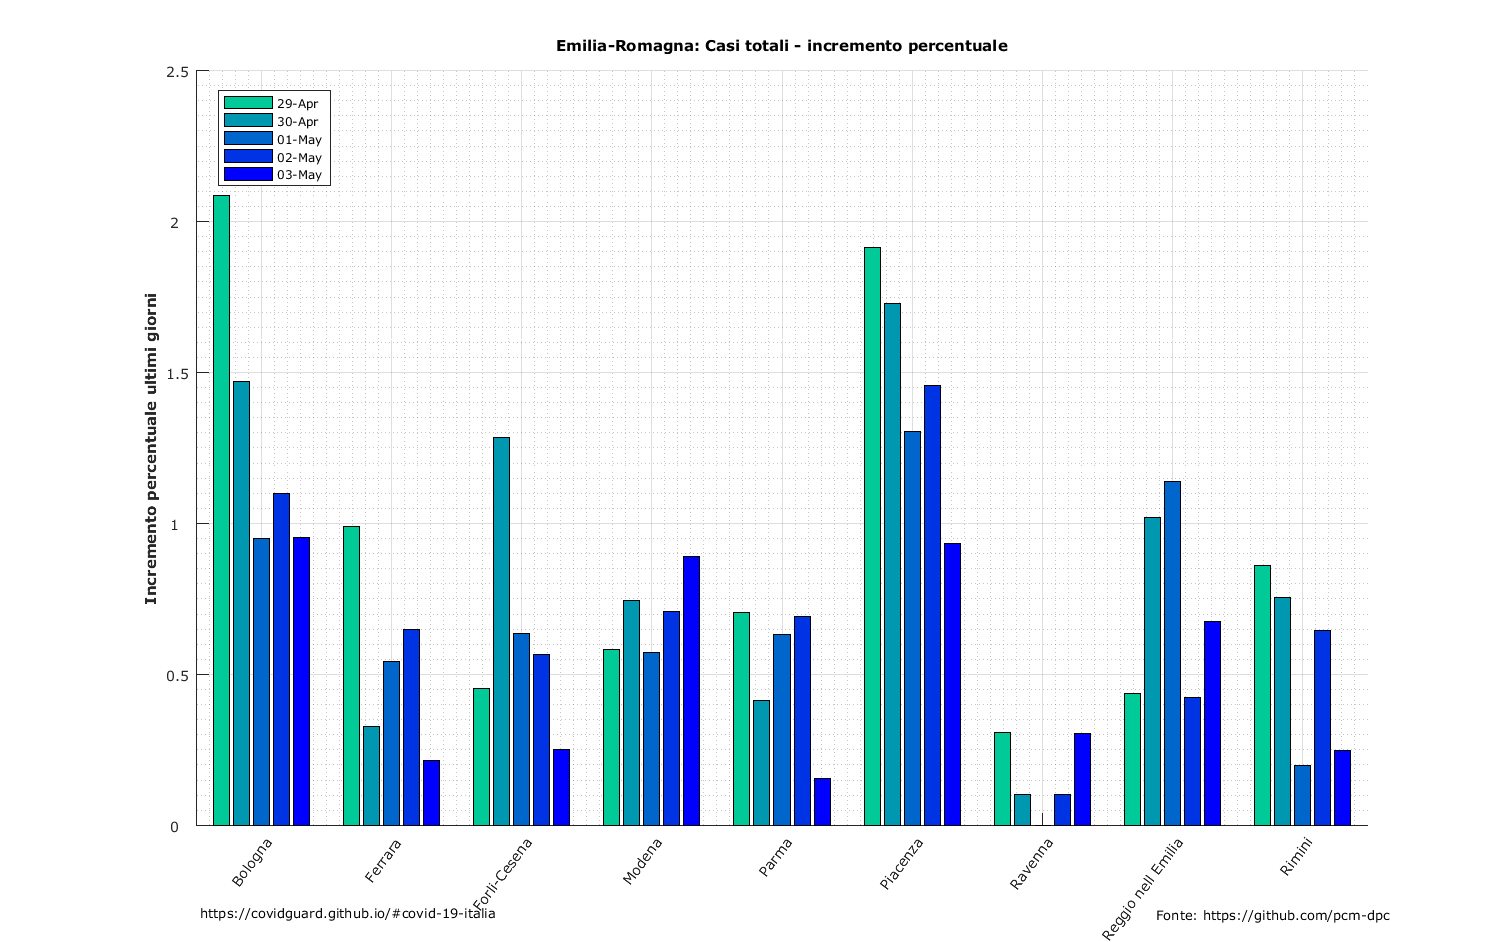 Emilia-Romagna: Casi totali - incremento percentuale
2.5
2
1.5
1
0.5
0
Incremento percentuale ultimi giorni
29-Apr
30-Apr
01-May
02-May
03-May
Bologna
Ferrara
Forlì-Cesena
Modena
Parma
Piacenza
Ravenna
Reggio nell Emilia
Rimini
https://covidguard.github.io/#covid-19-italia
Fonte: https://github.com/pcm-dpc